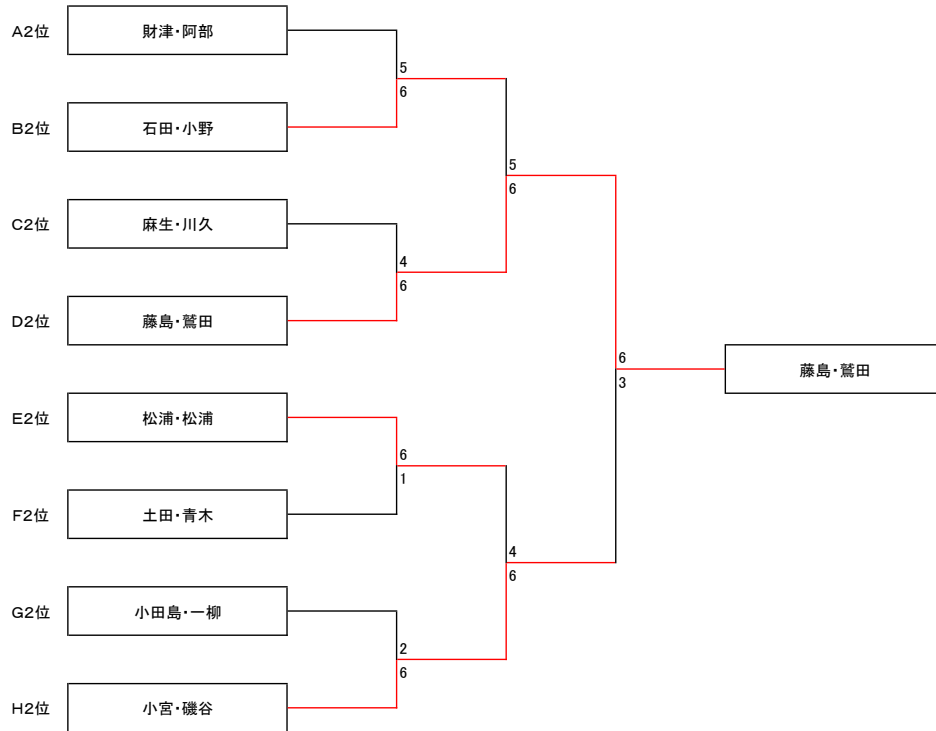 A2位 財津・阿部
5
6
B2位 石田・小野
5
6
C2位 麻生・川久
4
6
D2位 藤島・鷲田
6
藤島・鷲田
3
E2位 松浦・松浦
6
1
F2位 土田・青木
4
6
G2位 小田島・一柳
2
6
H2位 小宮・磯谷